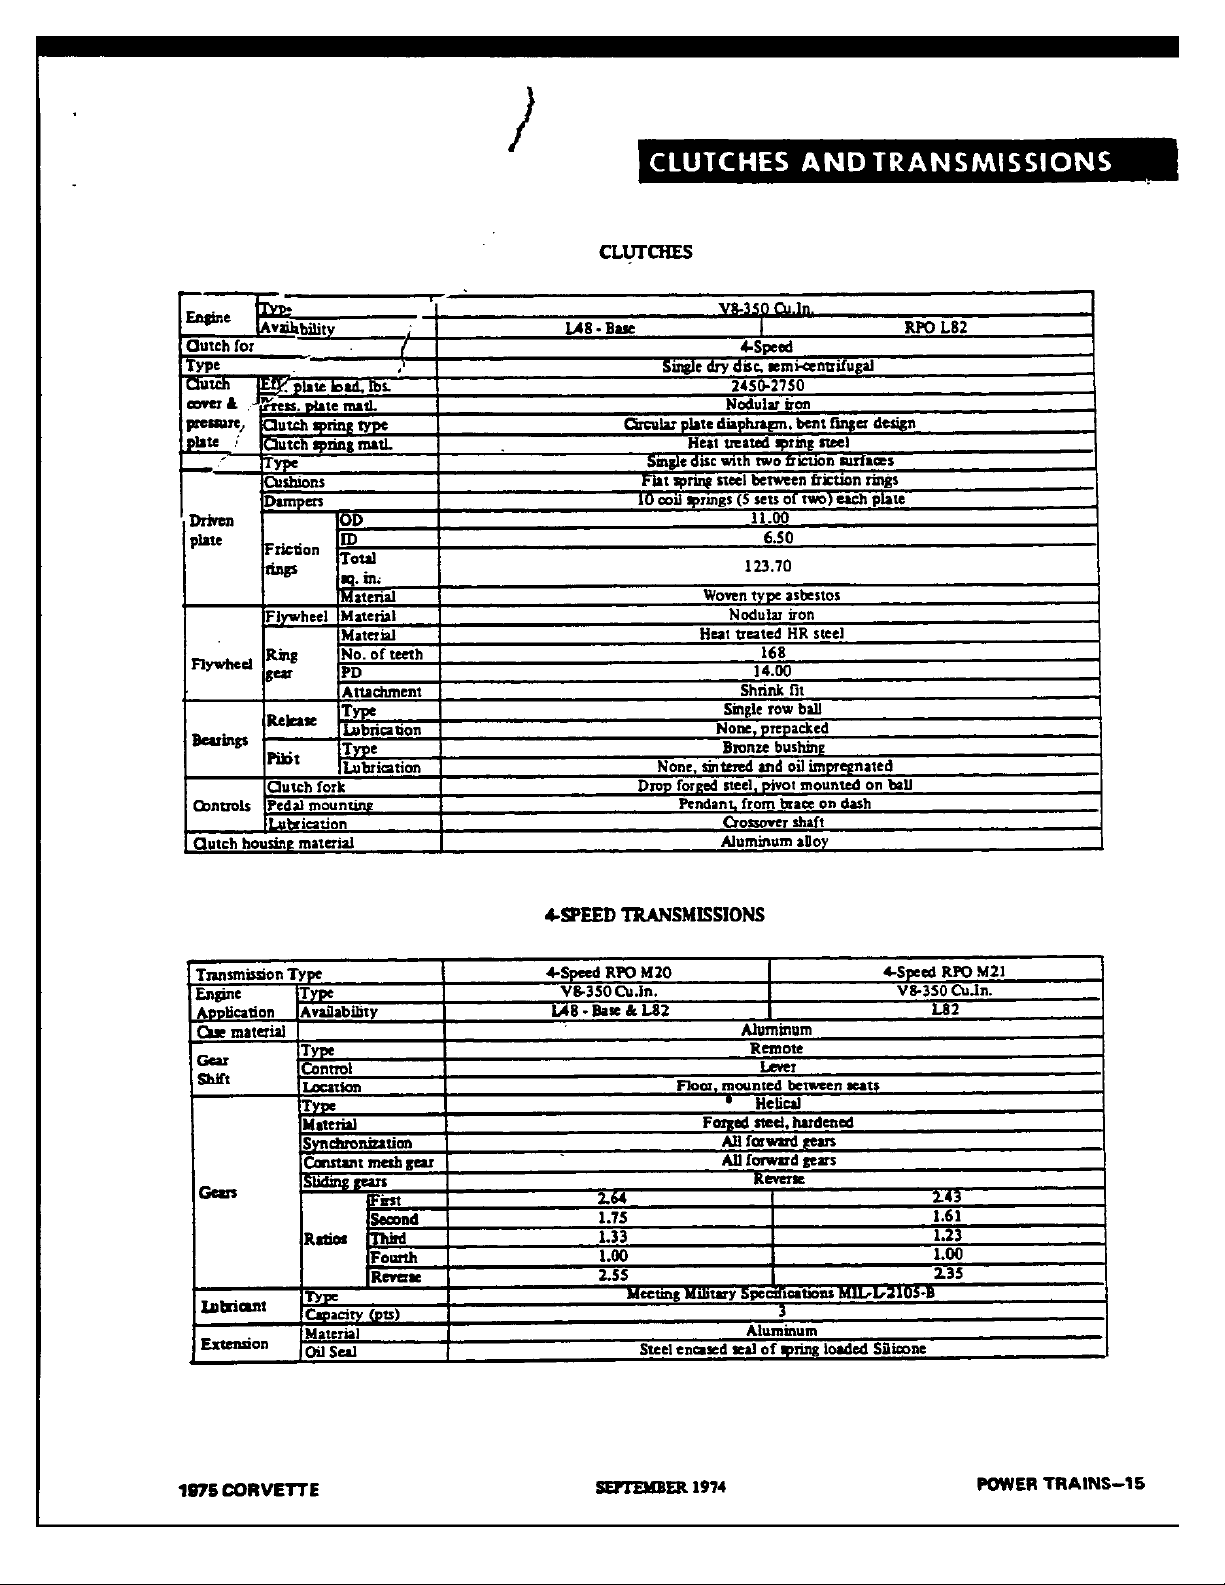 CLUTCHES AND TRANSMISSIONS
CLUTCHES
Engine Type V8-350 Cu.In.
Availability L48 - Base RPO L82
Clutch for 4-Speed
Type Single dry disc, semi-centrifugal
Clutch cover & pressure plate Eff. plate load, lbs. 2450-2750
Press. plate matl. Nodular iron
Clutch spring type Circular plate diaphragm, bent finger design
Clutch spring matl. Heat treated spring steel
Driven plate Type Single disc with two friction surfaces
Cushions Flat spring steel between friction rings
Dampers 10 coil springs (5 sets of two) each plate
Friction rings OD 11.00
ID 6.50
Total sq. in. 123.70
Material Woven type asbestos
Flywheel Flywheel Material Nodular iron
Ring gear Material Heat treated HR steel
No. of teeth 168
PD 14.00
Attachment Shrink fit
Bearings Release Type Single row ball
Lubrication None, prepacked
Pilot Type Bronze bushing
Lubrication None, sintered and oil impregnated
Controls Clutch fork Drop forged steel, pivot mounted on ball
Pedal mounting Pendant, from brace on dash
Lubrication Crossover shaft
Clutch housing material Aluminum alloy
4-SPEED TRANSMISSIONS
Transmission Type 4-Speed RPO M20 4-Speed RPO M21
Engine Application Type V8-350 Cu.In. V8-350 Cu.In.
Availability L48 - Base & L82 L82
Case material Aluminum
Gear Shift Type Remote
Control Lever
Location Floor, mounted between seats
Gears Type Helical
Material Forged steel, hardened
Synchronization All forward gears
Constant mesh gear All forward gears
Sliding gears Reverse
Ratios First 2.64 2.43
Second 1.75 1.61
Third 1.33 1.23
Fourth 1.00 1.00
Reverse 2.55 2.35
Lubricant Type Meeting Military Specifications MIL-L-2105-B
Capacity (pts) 3
Extension Material Aluminum
Oil Seal Steel encased seal of spring loaded Silicone
1975 CORVETTE SEPTEMBER 1974 POWER TRAINS-15